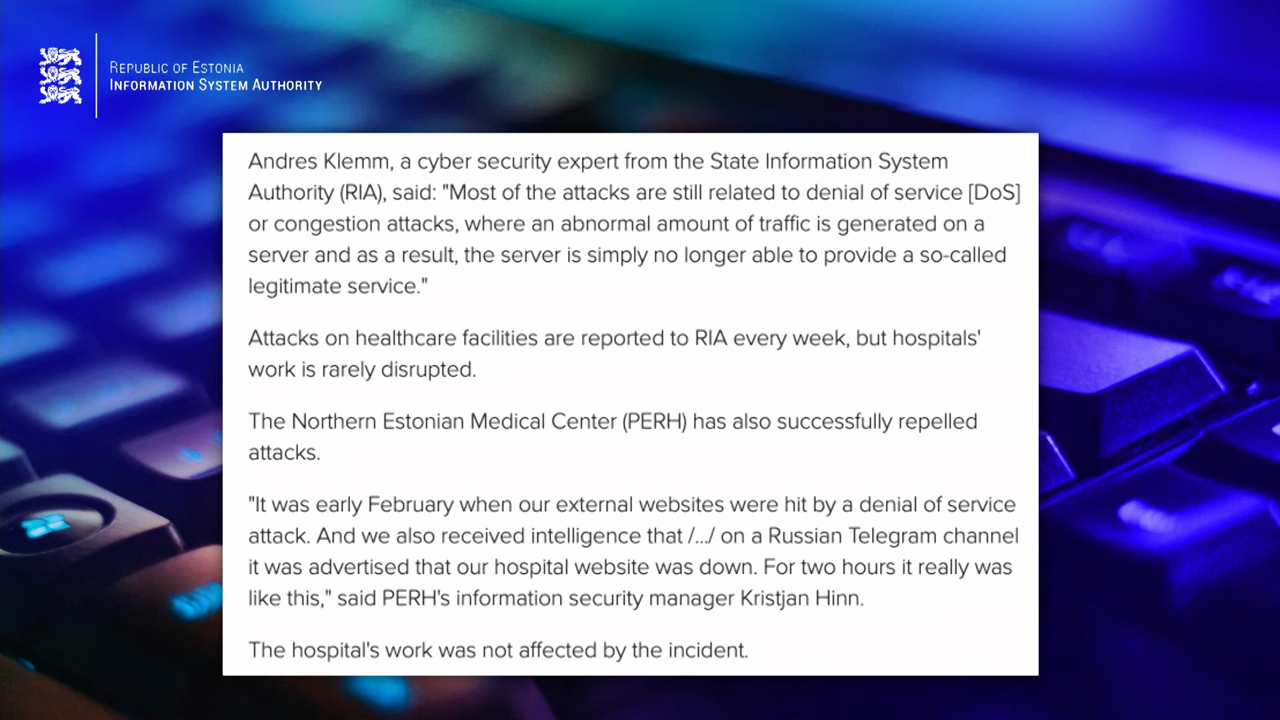 REPUBLIC OF ESTONIA
INFORMATION SYSTEM AUTHORITY
Andres Klemm, a cyber security expert from the State Information System
Authority (RIA), said: "Most of the attacks are still related to denial of service [DoS]
or congestion attacks, where an abnormal amount of traffic is generated on a
server and as a result, the server is simply no longer able to provide a so-called
legitimate service."
Attacks on healthcare facilities are reported to RIA every week, but hospitals'
work is rarely disrupted.
The Northern Estonian Medical Center (PERH) has also successfully repelled
attacks.
"It was early February when our external websites were hit by a denial of service
attack. And we also received intelligence that /.../ on a Russian Telegram channel
it was advertised that our hospital website was down. For two hours it really was
like this," said PERH's information security manager Kristjan Hinn.
The hospital's work was not affected by the incident.